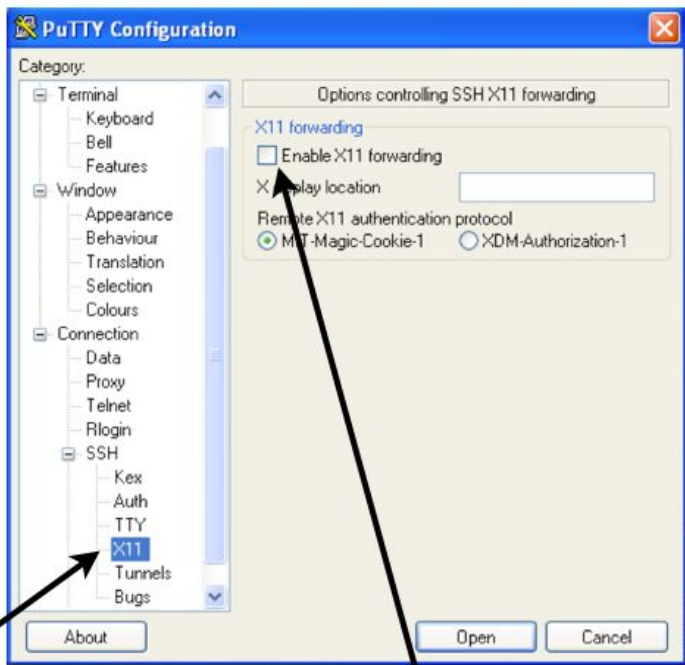 PuTTY Configuration
Category:
Terminal
Keyboard
Bell
Features
Window
Appearance
Behaviour
Translation
Selection
Colours
Connection
Data
Proxy
Telnet
Rlogin
SSH
Kex
Auth
TTY
X11
Tunnels
Bugs
Options controlling SSH X11 forwarding
X11 forwarding
Enable X11 forwarding
X display location
Remote X11 authentication protocol
MIT-Magic-Cookie-1
XDM-Authorization-1
About
Open
Cancel